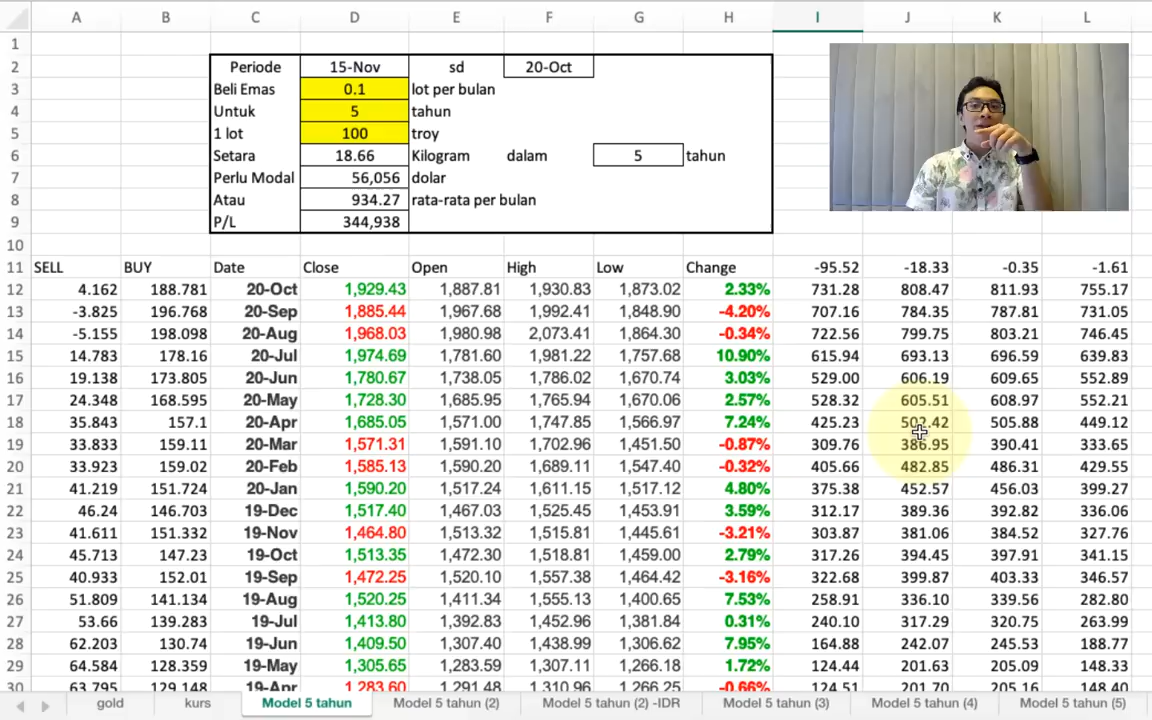 A B C D E F G H I J K L
1
2 Periode 15-Nov sd 20-Oct
3 Beli Emas 0.1 lot per bulan
4 Untuk 5 tahun
5 1 lot 100 troy
6 Setara 18.66 Kilogram dalam 5 tahun
7 Perlu Modal 56,056 dolar
8 Atau 934.27 rata-rata per bulan
9 P/L 344,938
10
11 SELL BUY Date Close Open High Low Change -95.52 -18.33 -0.35 -1.61
12 4.162 188.781 20-Oct 1,929.43 1,887.81 1,930.83 1,873.02 2.33% 731.28 808.47 811.93 755.17
13 -3.825 196.768 20-Sep 1,885.44 1,967.68 1,992.41 1,848.90 -4.20% 707.16 784.35 787.81 731.05
14 -5.155 198.098 20-Aug 1,968.03 1,980.98 2,073.41 1,864.30 -0.34% 722.56 799.75 803.21 746.45
15 14.783 178.16 20-Jul 1,974.69 1,781.60 1,981.22 1,757.68 10.90% 615.94 693.13 696.59 639.83
16 19.138 173.805 20-Jun 1,780.67 1,738.05 1,786.02 1,670.74 3.03% 529.00 606.19 609.65 552.89
17 24.348 168.595 20-May 1,728.30 1,685.95 1,765.94 1,670.06 2.57% 528.32 605.51 608.97 552.21
18 35.843 157.1 20-Apr 1,685.05 1,571.00 1,747.85 1,566.97 7.24% 425.23 502.42 505.88 449.12
19 33.833 159.11 20-Mar 1,571.31 1,591.10 1,702.96 1,451.50 -0.87% 309.76 386.95 390.41 333.65
20 33.923 159.02 20-Feb 1,585.13 1,590.20 1,689.11 1,547.40 -0.32% 405.66 482.85 486.31 429.55
21 41.219 151.724 20-Jan 1,590.20 1,517.24 1,611.15 1,517.12 4.80% 375.38 452.57 456.03 399.27
22 46.24 146.703 19-Dec 1,517.40 1,467.03 1,525.45 1,453.91 3.59% 312.17 389.36 392.82 336.06
23 41.611 151.332 19-Nov 1,464.80 1,513.32 1,515.81 1,445.61 -3.21% 303.87 381.06 384.52 327.76
24 45.713 147.23 19-Oct 1,513.35 1,472.30 1,518.81 1,459.00 2.79% 317.26 394.45 397.91 341.15
25 40.933 152.01 19-Sep 1,472.25 1,520.10 1,557.38 1,464.42 -3.16% 322.68 399.87 403.33 346.57
26 51.809 141.134 19-Aug 1,520.25 1,411.34 1,555.13 1,400.65 7.53% 258.91 336.10 339.56 282.80
27 53.66 139.283 19-Jul 1,413.80 1,392.83 1,452.96 1,381.84 0.31% 240.10 317.29 320.75 263.99
28 62.203 130.74 19-Jun 1,409.50 1,307.40 1,438.99 1,306.62 7.95% 164.88 242.07 245.53 188.77
29 64.584 128.359 19-May 1,305.65 1,283.59 1,307.11 1,266.18 1.72% 124.44 201.63 205.09 148.33
30 63.795 129.148 19-Apr 1,283.60 1,291.48 1,310.96 1,266.25 -0.66% 124.51 201.70 205.16 148.40
gold kurs Model 5 tahun Model 5 tahun (2) Model 5 tahun (2) -IDR Model 5 tahun (3) Model 5 tahun (4) Model 5 tahun (5)